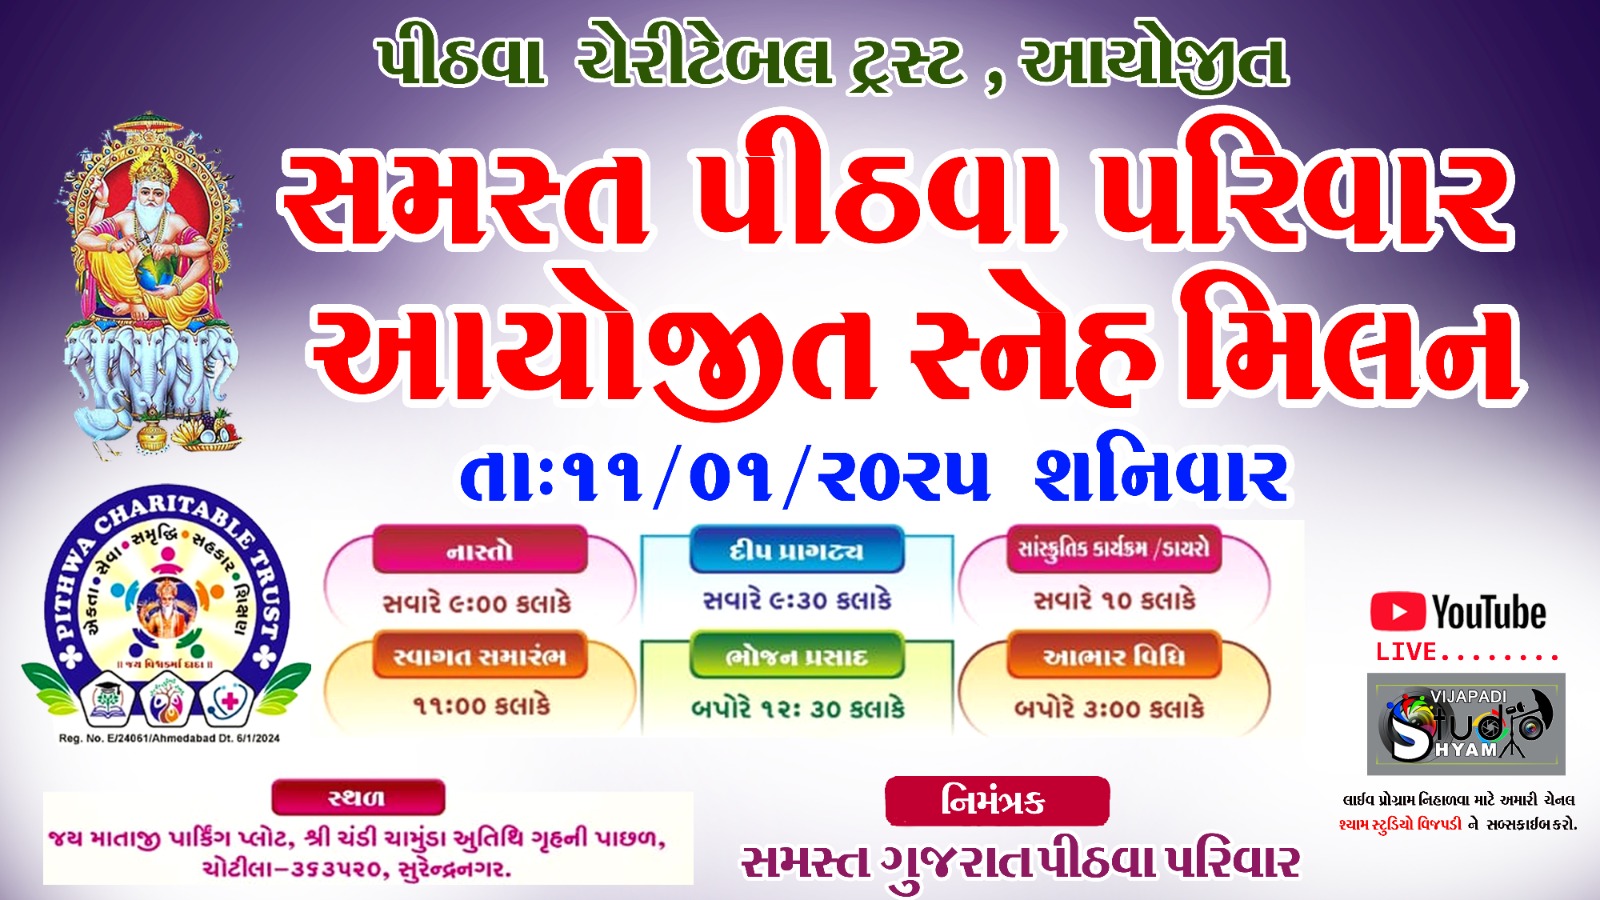 પીઠવા ચેરીટેબલ ટ્રસ્ટ , આયોજીત
સમસ્ત પીઠવા પરિવાર
આયોજીત સ્નેહ મિલન
તાઃ૧૧/૦૧/૨૦૨૫ શનિવાર
PITHWA CHARITABLE TRUST
એકતા • સેવા • સમૃદ્ધિ • સહકાર • શિક્ષણ
॥ જય વિશ્વકર્મા દાદા ॥
Reg. No. E/24061/Ahmedabad Dt. 6/1/2024
નાસ્તો
સવારે ૯:૦૦ કલાકે
દીપ પ્રાગટ્ય
સવારે ૯:૩૦ કલાકે
સાંસ્કૃતિક કાર્યક્રમ /ડાયરો
સવારે ૧૦ કલાકે
સ્વાગત સમારંભ
૧૧:૦૦ કલાકે
ભોજન પ્રસાદ
બપોરે ૧૨: ૩૦ કલાકે
આભાર વિધિ
બપોરે ૩:૦૦ કલાકે
YouTube
LIVE........
VIJAPADI
Studio
SHYAM
લાઈવ પ્રોગ્રામ નિહાળવા માટે અમારી ચેનલ
શ્યામ સ્ટુડિયો વિજપડી ને સબ્સકાઈબ કરો.
સ્થળ
જય માતાજી પાર્કિંગ પ્લોટ, શ્રી ચંડી ચામુંડા અતિથિ ગૃહની પાછળ,
ચોટીલા-૩૬૩૫૨૦, સુરેન્દ્રનગર.
નિમંત્રક
સમસ્ત ગુજરાત પીઠવા પરિવાર